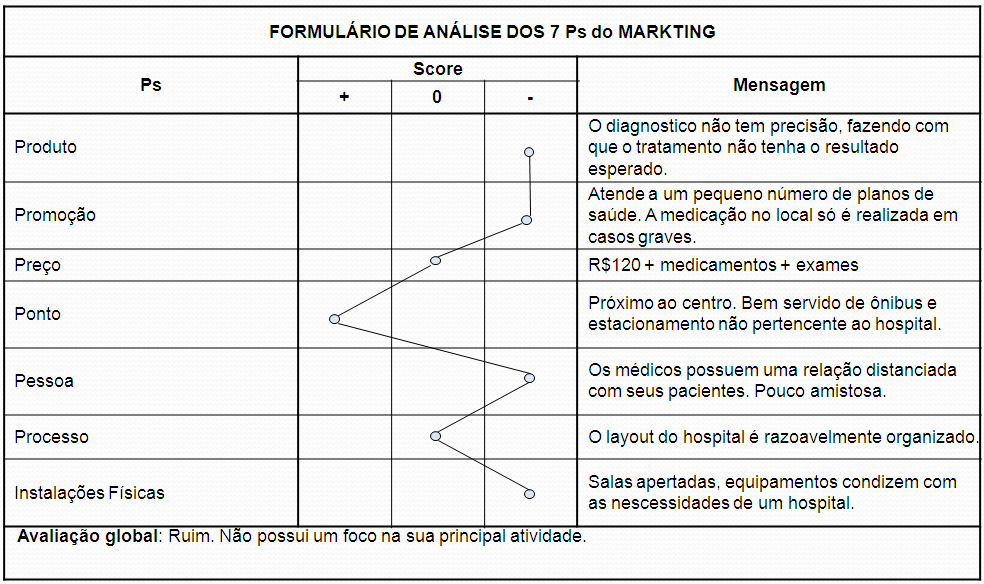 FORMULÁRIO DE ANÁLISE DOS 7 Ps do MARKTING
Ps
Score
+
0
-
Mensagem
Produto
O diagnostico não tem precisão, fazendo com
que o tratamento não tenha o resultado
esperado.
Promoção
Atende a um pequeno número de planos de
saúde. A medicação no local só é realizada em
casos graves.
Preço
R$120 + medicamentos + exames
Ponto
Próximo ao centro. Bem servido de ônibus e
estacionamento não pertencente ao hospital.
Pessoa
Os médicos possuem uma relação distanciada
com seus pacientes. Pouco amistosa.
Processo
O layout do hospital é razoavelmente organizado.
Instalações Físicas
Salas apertadas, equipamentos condizem com
as nescessidades de um hospital.
Avaliação global: Ruim. Não possui um foco na sua principal atividade.